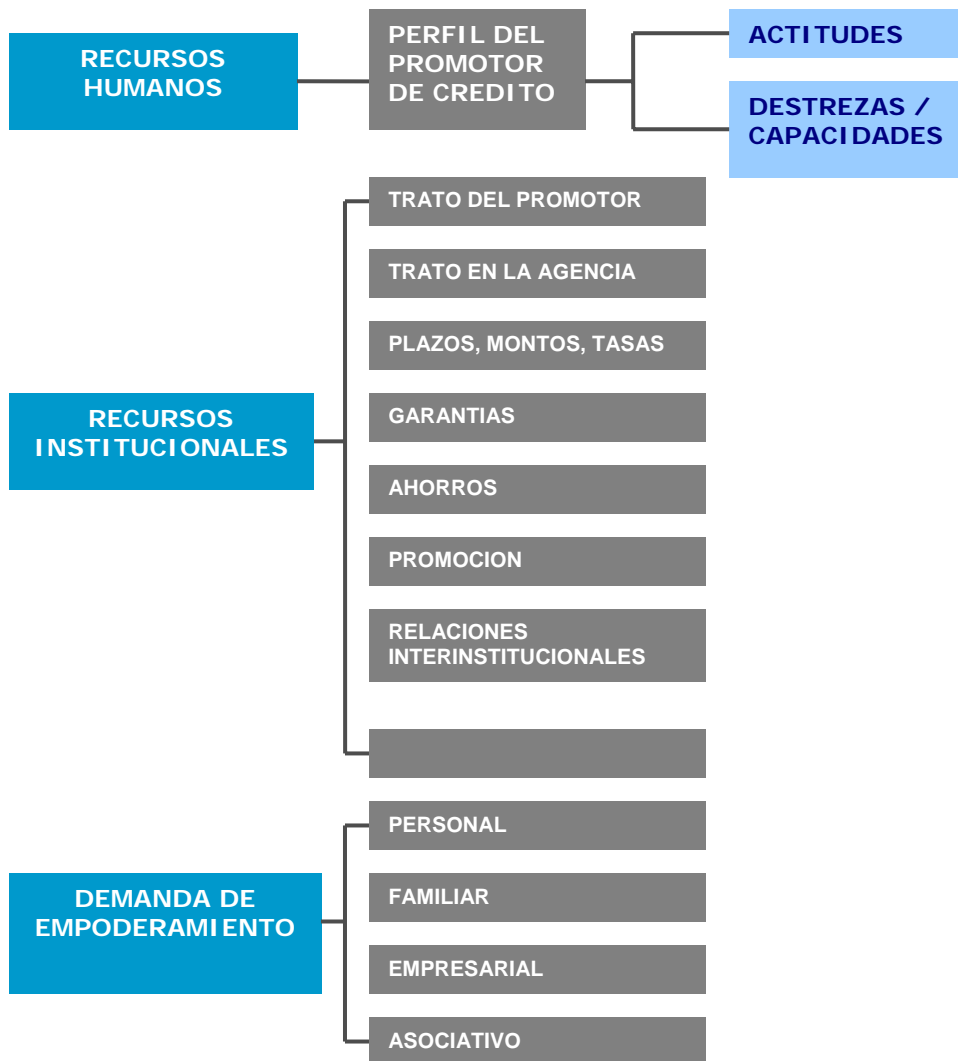 RECURSOS
HUMANOS
PERFIL DEL
PROMOTOR
DE CREDITO
ACTITUDES
DESTREZAS /
CAPACIDADES
RECURSOS
INSTITUCIONALES
TRATO DEL PROMOTOR
TRATO EN LA AGENCIA
PLAZOS, MONTOS, TASAS
GARANTIAS
AHORROS
PROMOCION
RELACIONES
INTERINSTITUCIONALES
DEMANDA DE
EMPODERAMIENTO
PERSONAL
FAMILIAR
EMPRESARIAL
ASOCIATIVO